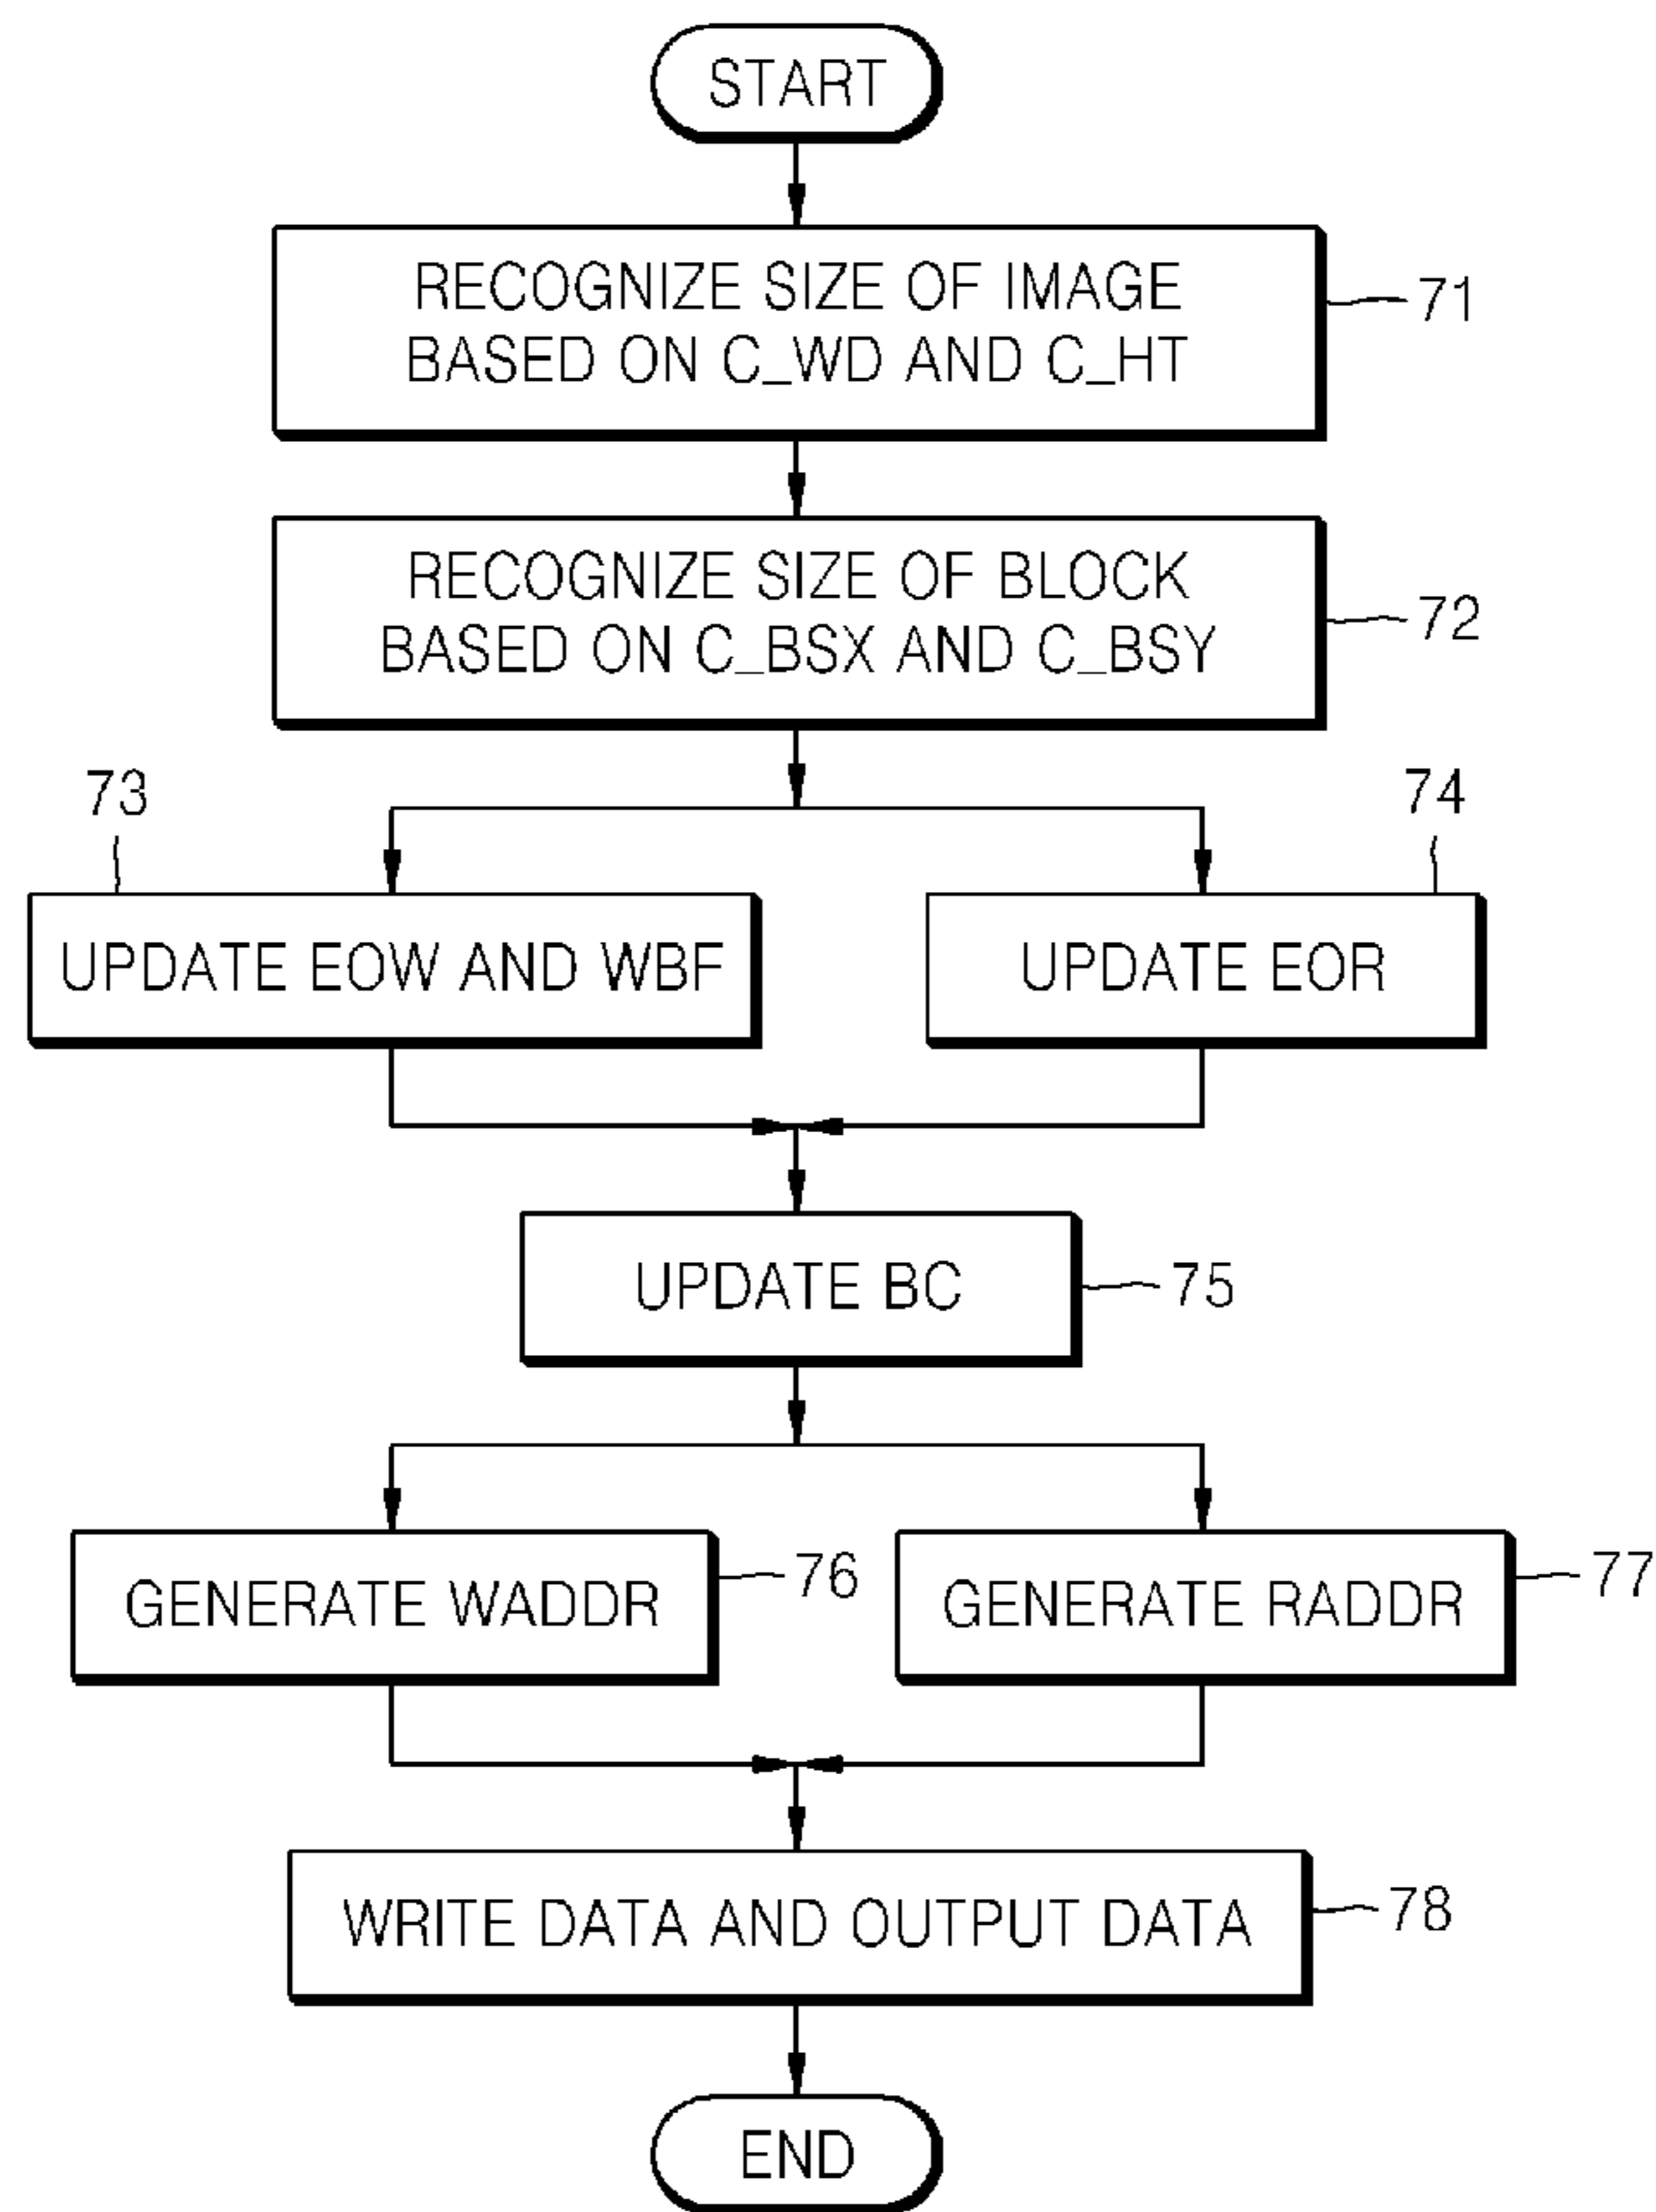 START
RECOGNIZE SIZE OF IMAGE
BASED ON C_WD AND C_HT
71
RECOGNIZE SIZE OF BLOCK
BASED ON C_BSX AND C_BSY
72
73
74
UPDATE EOW AND WBF
UPDATE EOR
UPDATE BC
75
GENERATE WADDR
76
GENERATE RADDR
77
WRITE DATA AND OUTPUT DATA
78
END